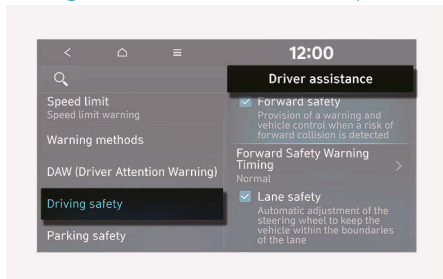 12:00
Driver assistance
Speed limit
Speed limit warning
Warning methods
DAW (Driver Attention Warning)
Driving safety
Parking safety
Forward safety
Provision of a warning and
vehicle control when a risk of
forward collision is detected
Forward Safety Warning
Timing
Normal
Lane safety
Automatic adjustment of the
steering wheel to keep the
vehicle within the boundaries
of the lane